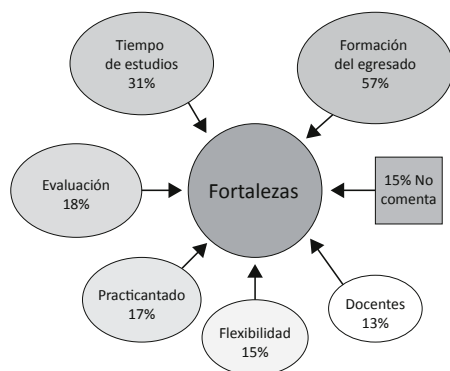 Tiempo
de estudios
31%
Formación
del egresado
57%
Evaluación
18%
Fortalezas
15% No
comenta
Practicantado
17%
Flexibilidad
15%
Docentes
13%